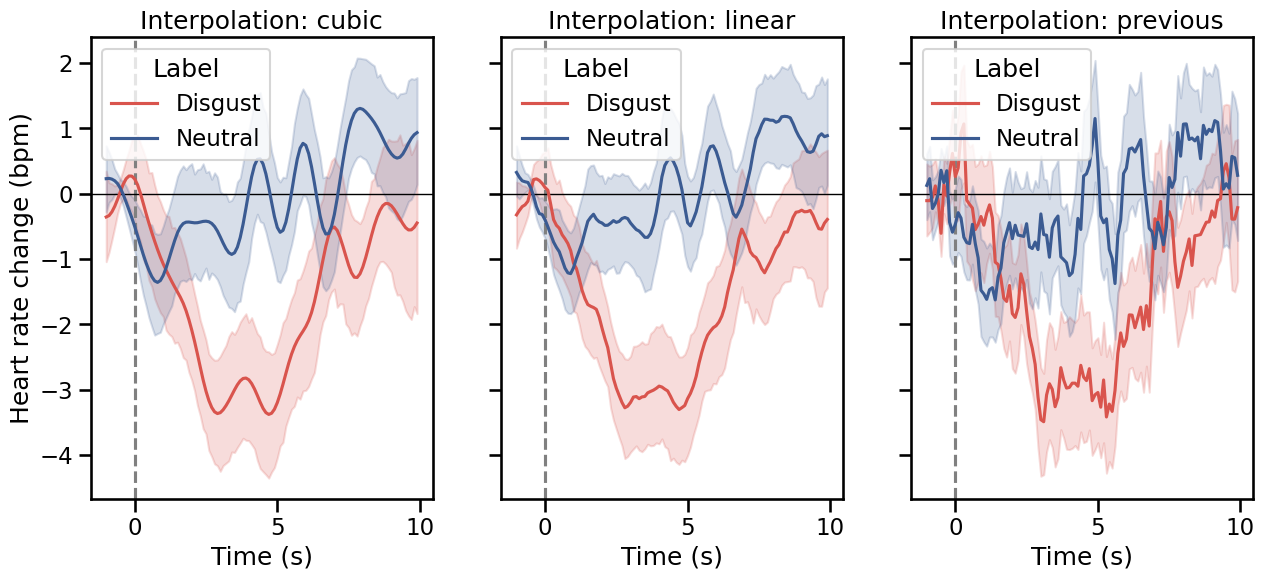 Interpolation: cubic
Interpolation: linear
Interpolation: previous
Heart rate change (bpm)
2
1
0
−1
−2
−3
−4
Label
Disgust
Neutral
Label
Disgust
Neutral
Label
Disgust
Neutral
0
5
10
0
5
10
0
5
10
Time (s)
Time (s)
Time (s)